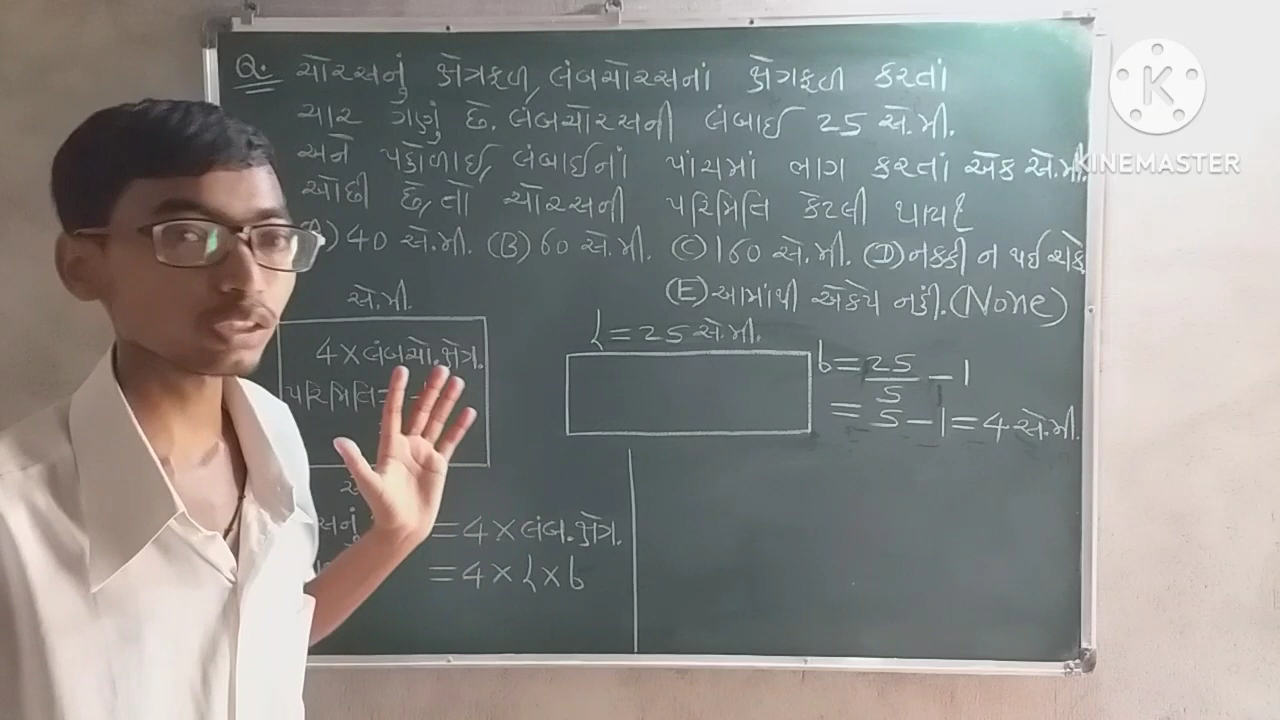 Q. ચોરસનું ક્ષેત્રફળ, લંબચોરસનાં ક્ષેત્રફળ કરતાં
ચાર ગણું છે. લંબચોરસની લંબાઈ 25 સે.મી.
અને પહોળાઈ, લંબાઈનાં પાંચમાં ભાગ કરતાં એક સે.મી.
ઓછી છે, તો ચોરસની પરિમિતિ કેટલી થાય?
(A) 40 સે.મી. (B) 60 સે.મી. (C) 160 સે.મી. (D) નક્કી ન થઈ શકે
(E) આમાંથી એકેય નહીં. (None)
સે.મી.
4 × લંબચો. ક્ષેત્ર.
પરિમિતિ =
l = 25 સે.મી.
b = 25/5 - 1
= 5 - 1 = 4 સે.મી.
= 4 × લંબ. ક્ષેત્ર.
= 4 × l × b
K
KINEMASTER